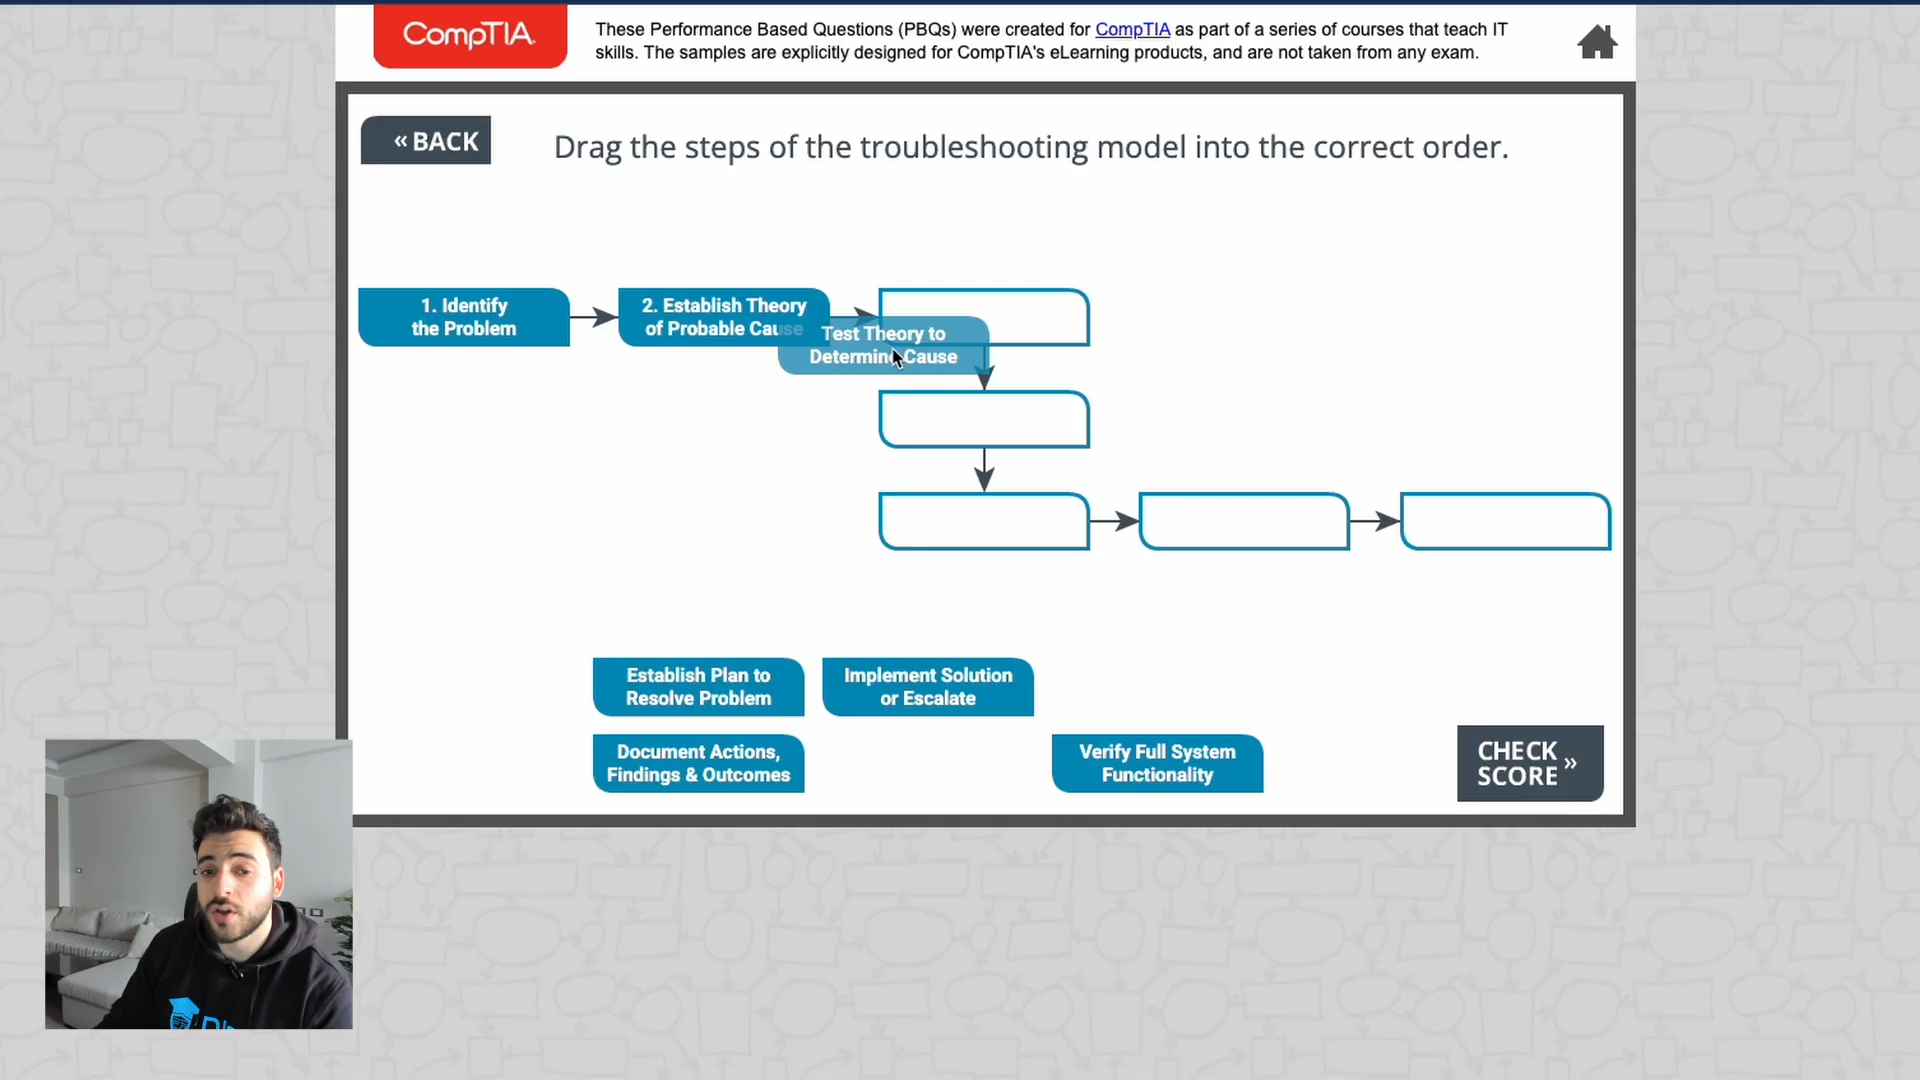 CompTIA.
These Performance Based Questions (PBQs) were created for CompTIA as part of a series of courses that teach IT
skills. The samples are explicitly designed for CompTIA's eLearning products, and are not taken from any exam.
« BACK
Drag the steps of the troubleshooting model into the correct order.
1. Identify
the Problem
2. Establish Theory
of Probable Cause
Test Theory to
Determine Cause
Establish Plan to
Resolve Problem
Implement Solution
or Escalate
Document Actions,
Findings & Outcomes
Verify Full System
Functionality
CHECK
SCORE »